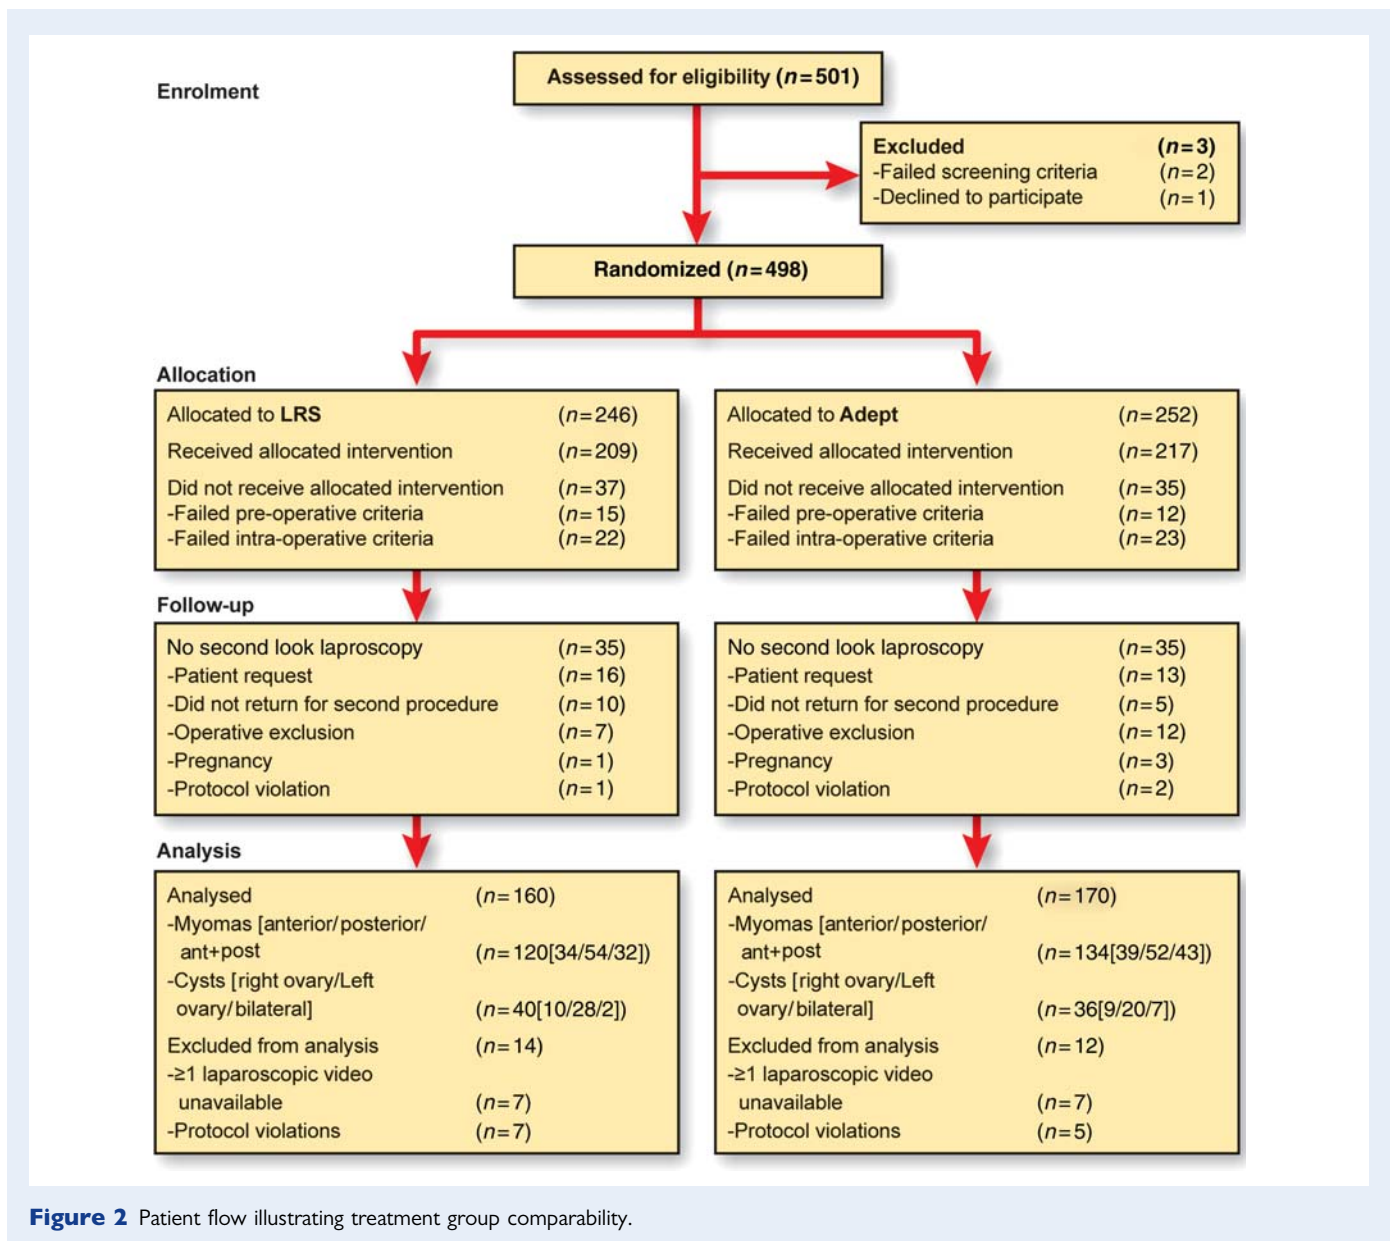 Enrolment
Assessed for eligibility (n=501)
Excluded (n=3)
-Failed screening criteria (n=2)
-Declined to participate (n=1)
Randomized (n=498)
Allocation
Allocated to LRS (n=246)
Received allocated intervention (n=209)
Did not receive allocated intervention (n=37)
-Failed pre-operative criteria (n=15)
-Failed intra-operative criteria (n=22)
Allocated to Adept (n=252)
Received allocated intervention (n=217)
Did not receive allocated intervention (n=35)
-Failed pre-operative criteria (n=12)
-Failed intra-operative criteria (n=23)
Follow-up
No second look laproscopy (n=35)
-Patient request (n=16)
-Did not return for second procedure (n=10)
-Operative exclusion (n=7)
-Pregnancy (n=1)
-Protocol violation (n=1)
No second look laproscopy (n=35)
-Patient request (n=13)
-Did not return for second procedure (n=5)
-Operative exclusion (n=12)
-Pregnancy (n=3)
-Protocol violation (n=2)
Analysis
Analysed (n=160)
-Myomas [anterior/posterior/
ant+post (n=120[34/54/32])
-Cysts [right ovary/Left
ovary/bilateral] (n=40[10/28/2])
Excluded from analysis (n=14)
-≥1 laparoscopic video
unavailable (n=7)
-Protocol violations (n=7)
Analysed (n=170)
-Myomas [anterior/posterior/
ant+post (n=134[39/52/43])
-Cysts [right ovary/Left
ovary/bilateral] (n=36[9/20/7])
Excluded from analysis (n=12)
-≥1 laparoscopic video
unavailable (n=7)
-Protocol violations (n=5)
Figure 2 Patient flow illustrating treatment group comparability.